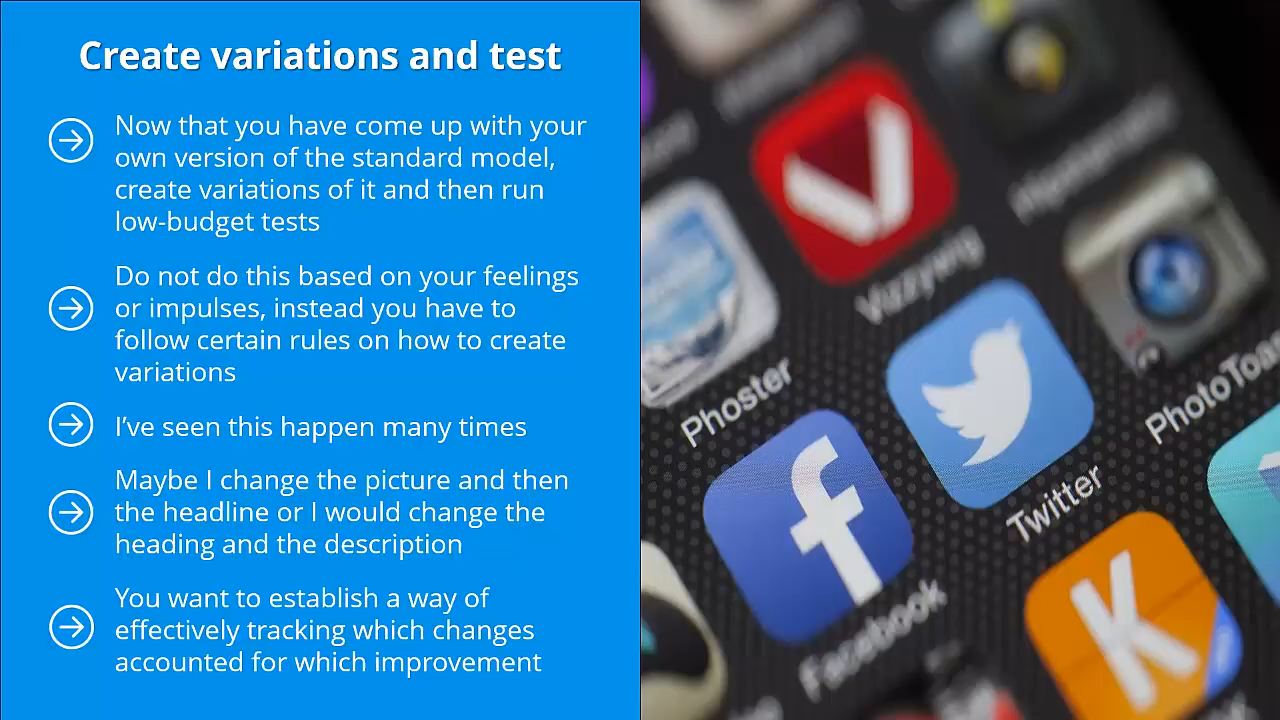 Create variations and test
Now that you have come up with your
own version of the standard model,
create variations of it and then run
low-budget tests
Do not do this based on your feelings
or impulses, instead you have to
follow certain rules on how to create
variations
I’ve seen this happen many times
Maybe I change the picture and then
the headline or I would change the
heading and the description
You want to establish a way of
effectively tracking which changes
accounted for which improvement
Hipstamatic
Vizzywig
Phoster
PhotoToas
Twitter
Facebook